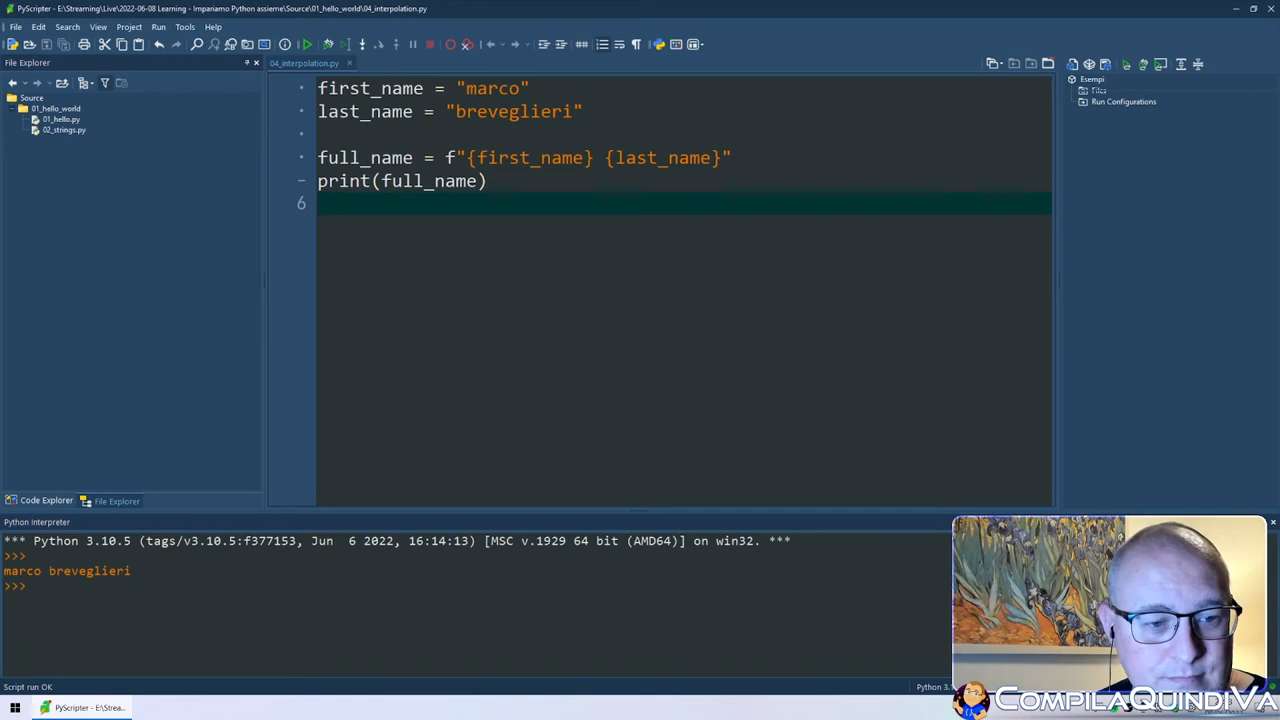 PyScripter - E:\Streaming\Live\2022-06-08 Learning - Impariamo Python assieme\Source\01_hello_world\04_interpolation.py
File Edit Search View Project Run Tools Help
File Explorer
04_interpolation.py
Source
01_hello_world
01_hello.py
02_strings.py
first_name = "marco"
last_name = "breveglieri"
full_name = f"{first_name} {last_name}"
print(full_name)
6
Esempi
Files
Run Configurations
Code Explorer
File Explorer
Python Interpreter
*** Python 3.10.5 (tags/v3.10.5:f377153, Jun  6 2022, 16:14:13) [MSC v.1929 64 bit (AMD64)] on win32. ***
>>>
marco breveglieri
>>>
Script run OK
Python 3.
PyScripter - E:\Strea...
CompilaQuindiVa